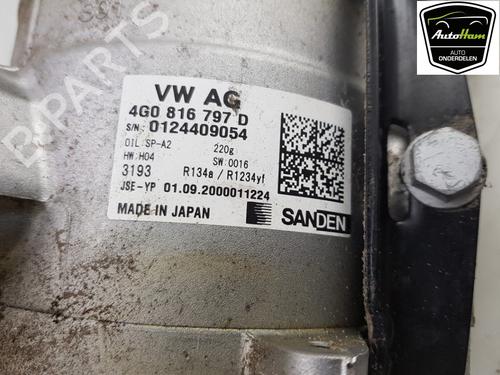 AutoHam
AUTO
ONDERDELEN
VW AG
4G0 816 797 D
S/N: 0124409054
OIL:SP-A2 220g
HW:H04 SW:0016
3193 R134a / R1234yf
JSE-YP 01.09.2000011224
MADE IN JAPAN SANDEN
B-PARTS